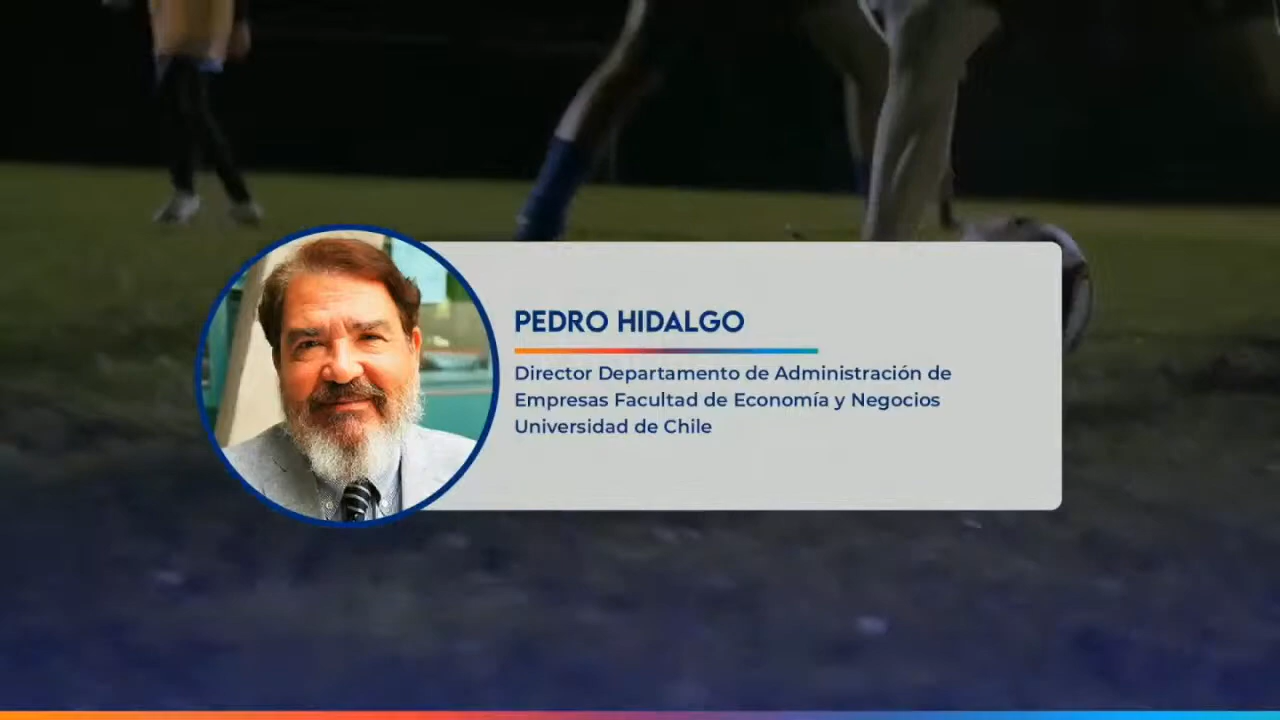 PEDRO HIDALGO
Director Departamento de Administración de
Empresas Facultad de Economía y Negocios
Universidad de Chile